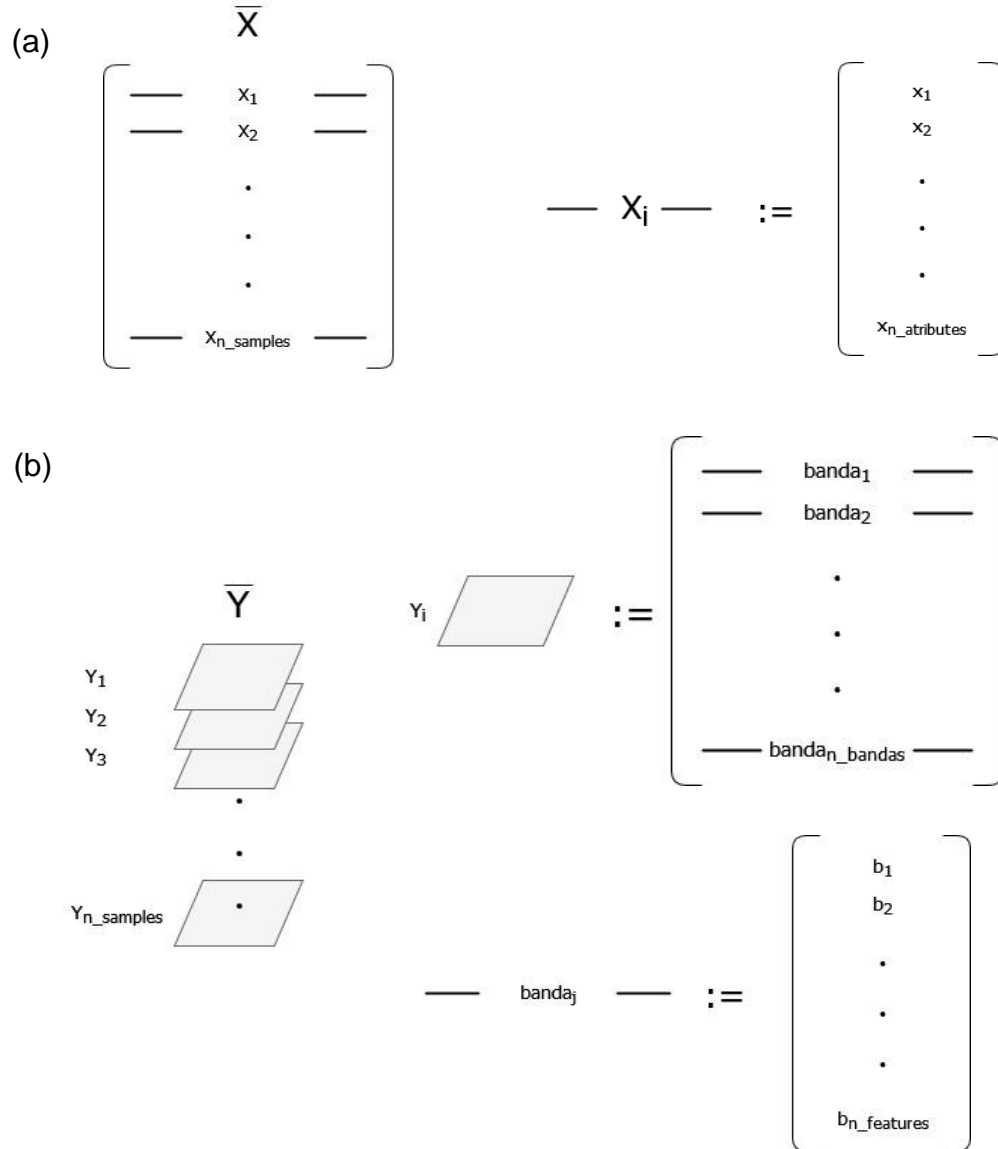 (a)
X̅
X₁
X₂
Xn_samples
Xᵢ :=
x₁
x₂
xn_atributes
(b)
Y̅
Y₁
Y₂
Y₃
Yn_samples
Yᵢ :=
banda₁
banda₂
bandan_bandas
bandaⱼ :=
b₁
b₂
bn_features